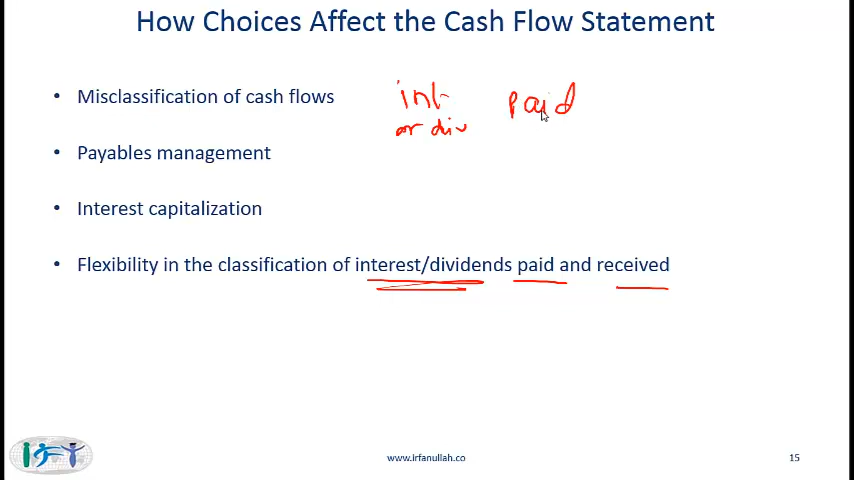 How Choices Affect the Cash Flow Statement
• Misclassification of cash flows
int paid
or div
• Payables management
• Interest capitalization
• Flexibility in the classification of interest/dividends paid and received
IFT
www.irfanullah.co
15